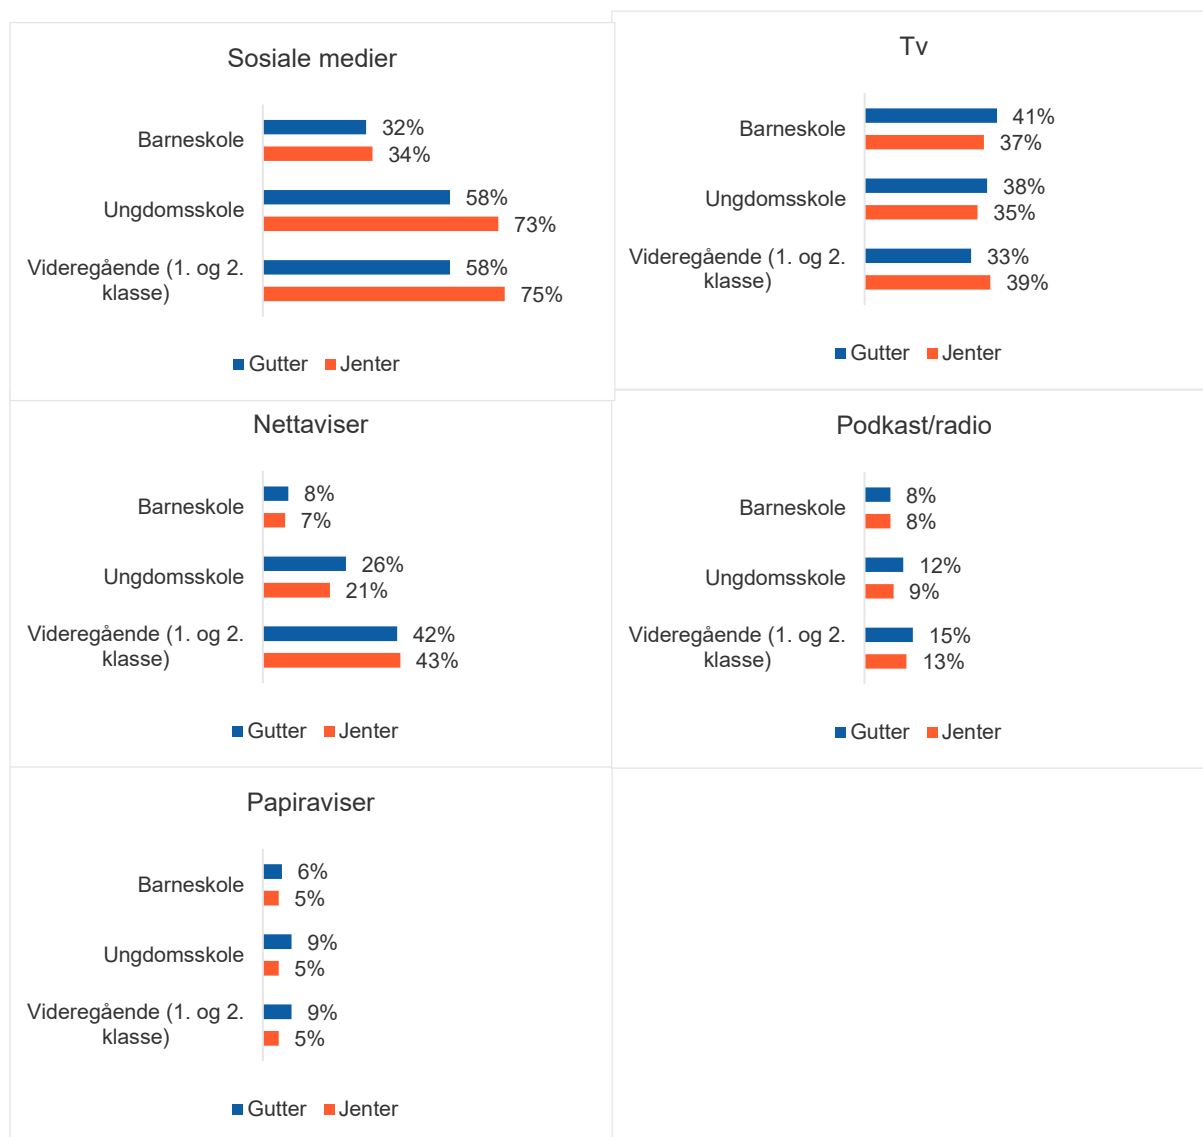 Sosiale medier
Barneskole
32%
34%
Ungdomsskole
58%
73%
Videregående (1. og 2.
klasse)
58%
75%
Gutter Jenter
Tv
Barneskole
41%
37%
Ungdomsskole
38%
35%
Videregående (1. og 2.
klasse)
33%
39%
Gutter Jenter
Nettaviser
Barneskole
8%
7%
Ungdomsskole
26%
21%
Videregående (1. og 2.
klasse)
42%
43%
Gutter Jenter
Podkast/radio
Barneskole
8%
8%
Ungdomsskole
12%
9%
Videregående (1. og 2.
klasse)
15%
13%
Gutter Jenter
Papiraviser
Barneskole
6%
5%
Ungdomsskole
9%
5%
Videregående (1. og 2.
klasse)
9%
5%
Gutter Jenter